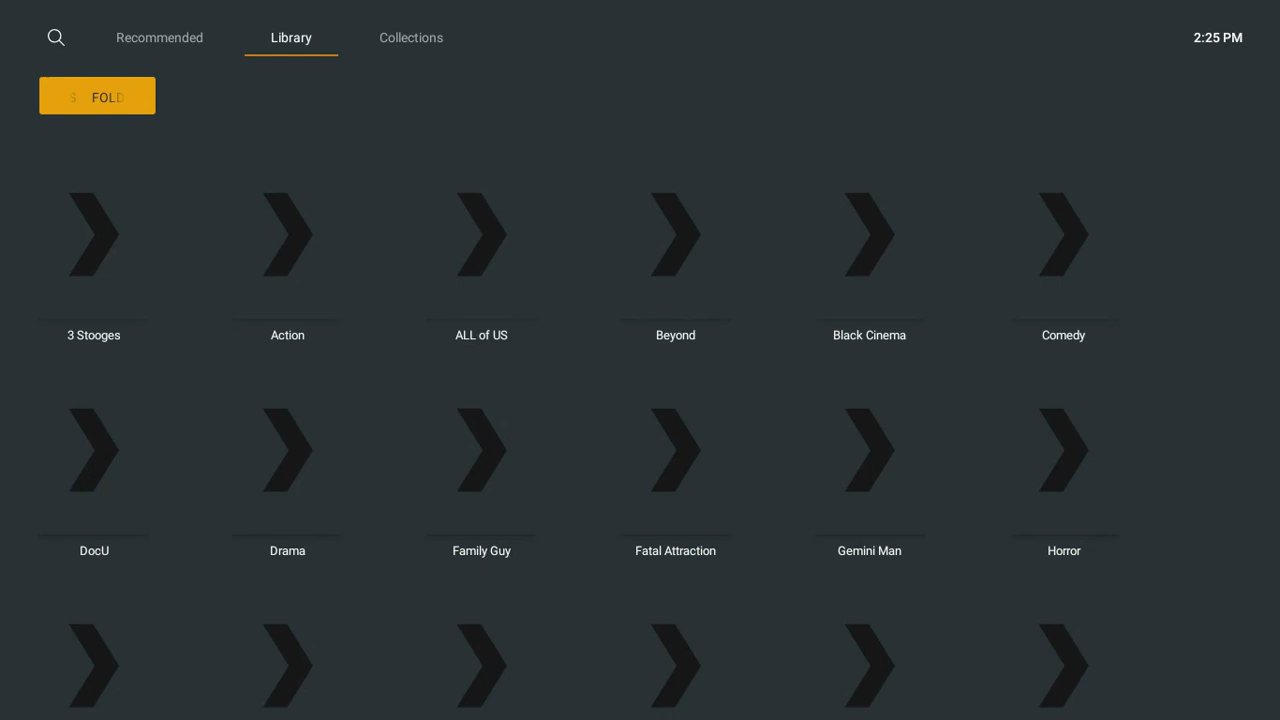 Recommended Library Collections 2:25 PM
S FOLD
3 Stooges Action ALL of US Beyond Black Cinema Comedy
DocU Drama Family Guy Fatal Attraction Gemini Man Horror